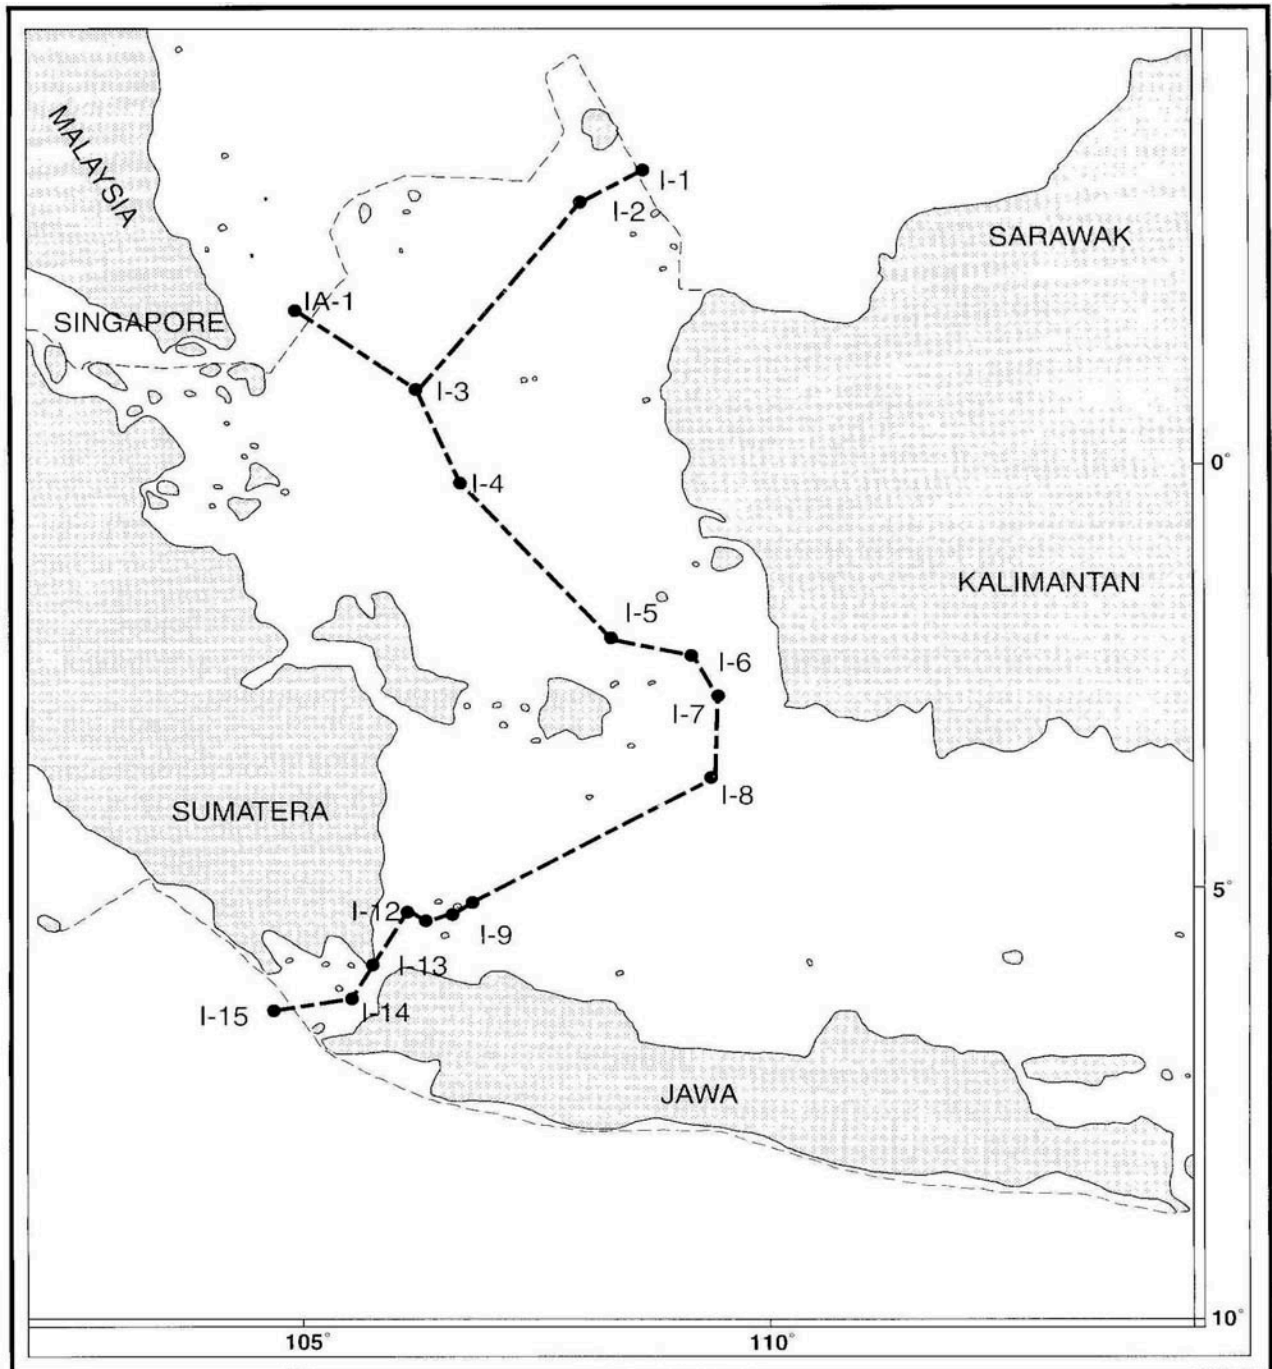 MALAYSIA
I-1
I-2
SARAWAK
IA-1
SINGAPORE
I-3
0°
I-4
KALIMANTAN
I-5
I-6
I-7
I-8
SUMATERA
5°
I-12
I-9
I-13
I-14
I-15
JAWA
10°
105°
110°